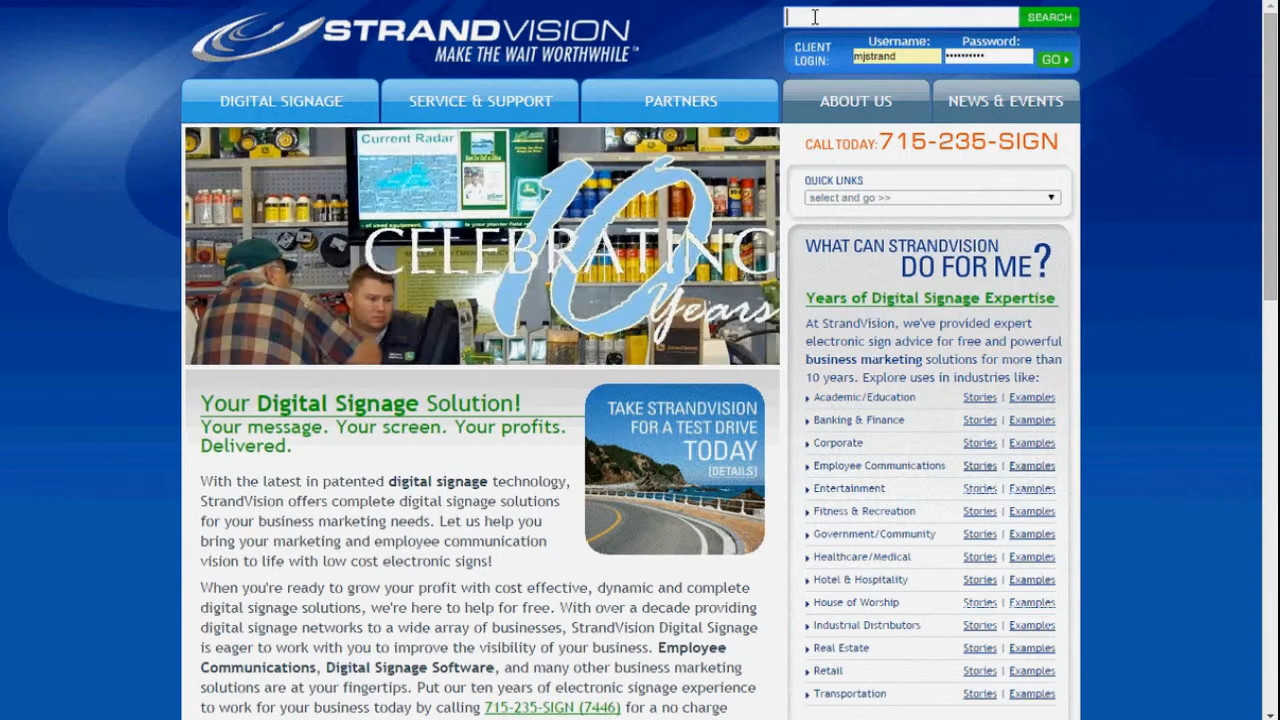 STRANDVISION
MAKE THE WAIT WORTHWHILE™
SEARCH
CLIENT LOGIN:
Username:
Password:
mjstrand
••••••••••
GO
DIGITAL SIGNAGE
SERVICE & SUPPORT
PARTNERS
ABOUT US
NEWS & EVENTS
Current Radar
CELEBRATING
10
Years
CALL TODAY: 715-235-SIGN
QUICK LINKS
select and go >>
WHAT CAN STRANDVISION
DO FOR ME?
Years of Digital Signage Expertise
At StrandVision, we've provided expert
electronic sign advice for free and powerful
business marketing solutions for more than
10 years. Explore uses in industries like:
Academic/Education Stories | Examples
Banking & Finance Stories | Examples
Corporate Stories | Examples
Employee Communications Stories | Examples
Entertainment Stories | Examples
Fitness & Recreation Stories | Examples
Government/Community Stories | Examples
Healthcare/Medical Stories | Examples
Hotel & Hospitality Stories | Examples
House of Worship Stories | Examples
Industrial Distributors Stories | Examples
Real Estate Stories | Examples
Retail Stories | Examples
Transportation Stories | Examples
Your Digital Signage Solution!
Your message. Your screen. Your profits.
Delivered.
TAKE STRANDVISION
FOR A TEST DRIVE
TODAY
[DETAILS]
With the latest in patented digital signage technology,
StrandVision offers complete digital signage solutions
for your business marketing needs. Let us help you
bring your market and employee communication
vision to life with low cost electronic signs!
When you're ready to grow your profit with cost effective, dynamic and complete
digital signage solutions, we're here to help for free. With over a decade providing
digital signage networks to a wide array of businesses, StrandVision Digital Signage
is eager to work with you to improve the visibility of your business. Employee
Communications, Digital Signage Software, and many other business marketing
solutions are at your fingertips. Put our ten years of electronic signage experience
to work for your business today by calling 715-235-SIGN (7446) for a no charge